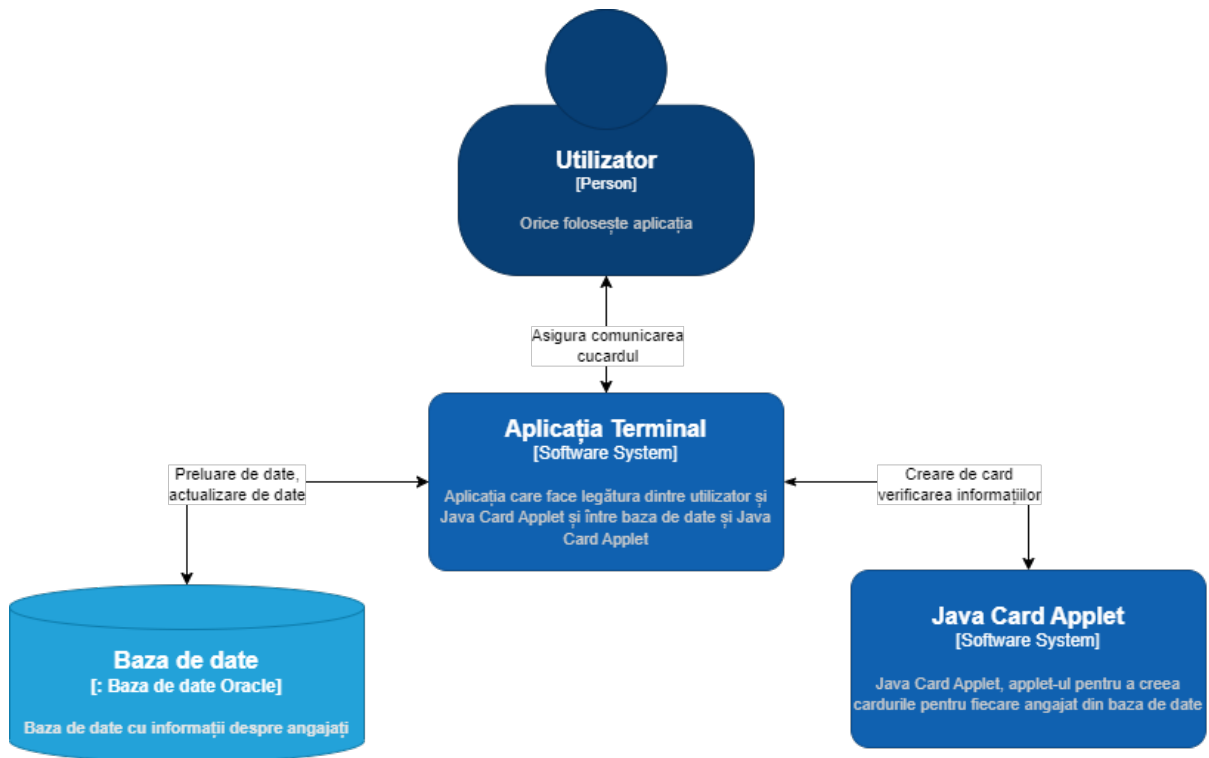 Utilizator
[Person]
Orice folosește aplicația
Asigura comunicarea
cucardul
Aplicația Terminal
[Software System]
Aplicația care face legătura dintre utilizator și
Java Card Applet și între baza de date și Java
Card Applet
Preluare de date,
actualizare de date
Creare de card
verificarea informațiilor
Baza de date
[: Baza de date Oracle]
Baza de date cu informații despre angajați
Java Card Applet
[Software System]
Java Card Applet, applet-ul pentru a creea
cardurile pentru fiecare angajat din baza de date